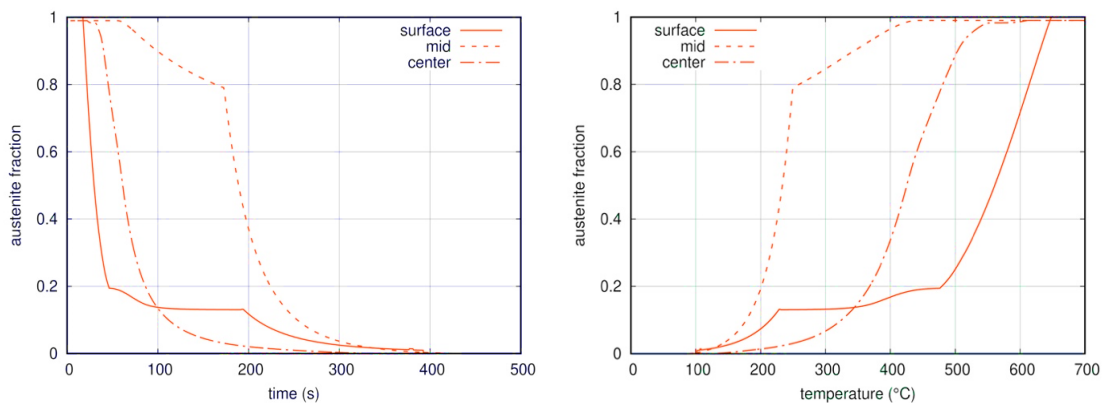 1
0.8
0.6
0.4
0.2
0
austenite fraction
surface
mid
center
0 100 200 300 400 500
time (s)
1
0.8
0.6
0.4
0.2
0
austenite fraction
surface
mid
center
0 100 200 300 400 500 600 700
temperature (°C)